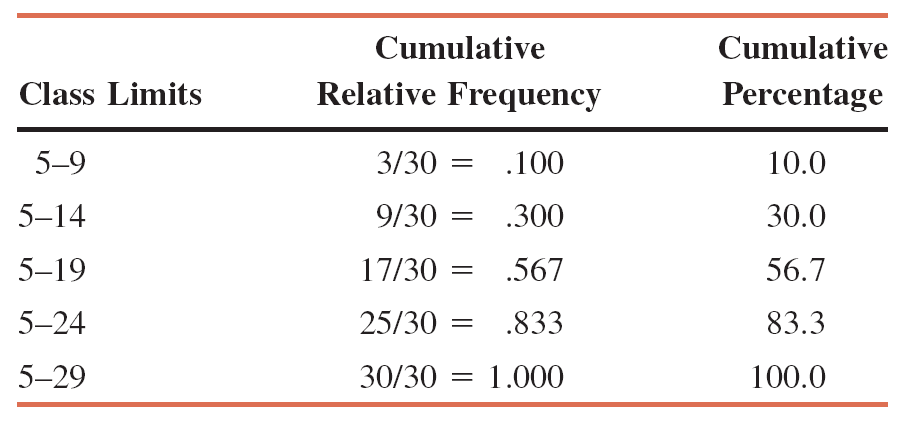 Cumulative Cumulative
Class Limits Relative Frequency Percentage
5–9 3/30 = .100 10.0
5–14 9/30 = .300 30.0
5–19 17/30 = .567 56.7
5–24 25/30 = .833 83.3
5–29 30/30 = 1.000 100.0